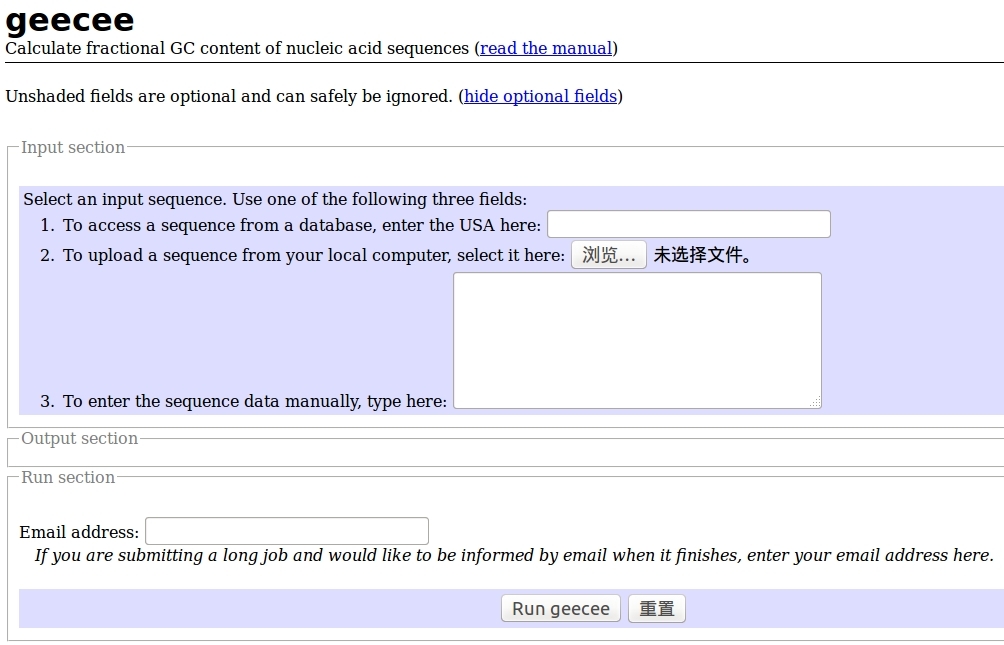 geecee
Calculate fractional GC content of nucleic acid sequences (read the manual)
Unshaded fields are optional and can safely be ignored. (hide optional fields)
Input section
Select an input sequence. Use one of the following three fields:
1. To access a sequence from a database, enter the USA here:
2. To upload a sequence from your local computer, select it here: 浏览... 未选择文件。
3. To enter the sequence data manually, type here:
Output section
Run section
Email address:
If you are submitting a long job and would like to be informed by email when it finishes, enter your email address here.
Run geecee 重置